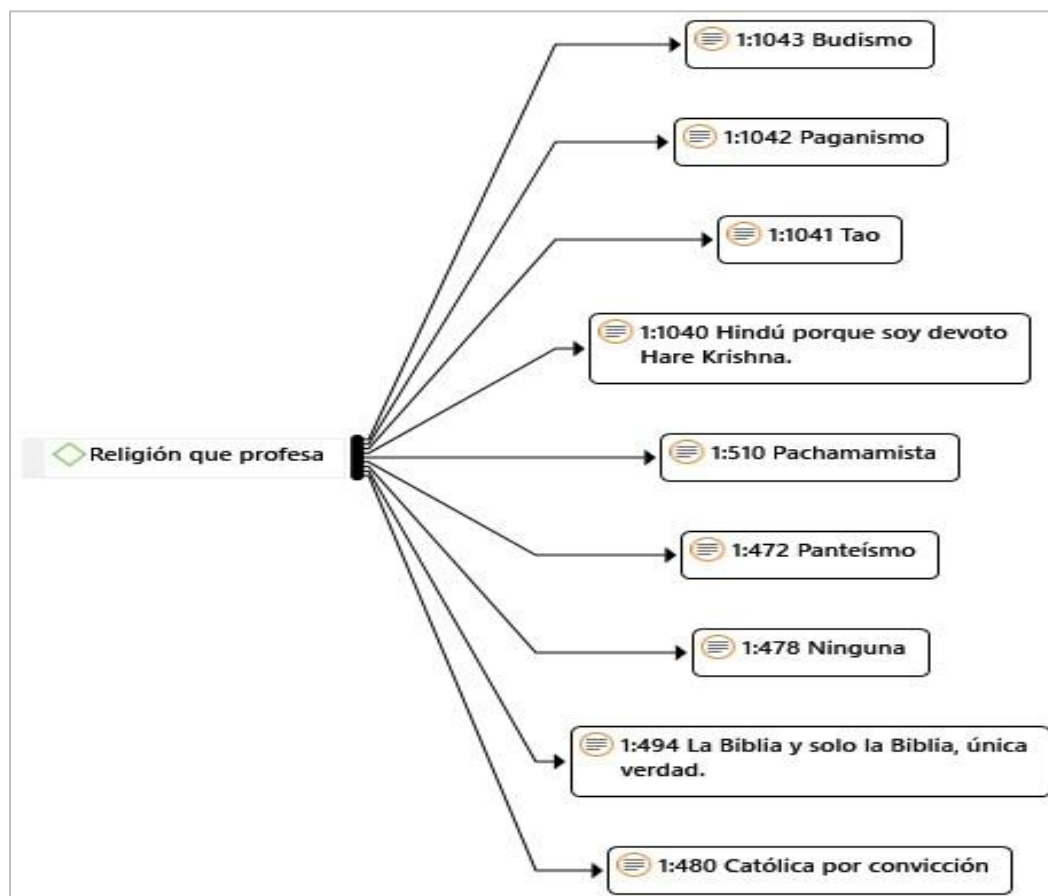 1:1043 Budismo
1:1042 Paganismo
1:1041 Tao
1:1040 Hindú porque soy devoto
Hare Krishna.
Religión que profesa
1:510 Pachamamista
1:472 Panteísmo
1:478 Ninguna
1:494 La Biblia y solo la Biblia, única
verdad.
1:480 Católica por convicción